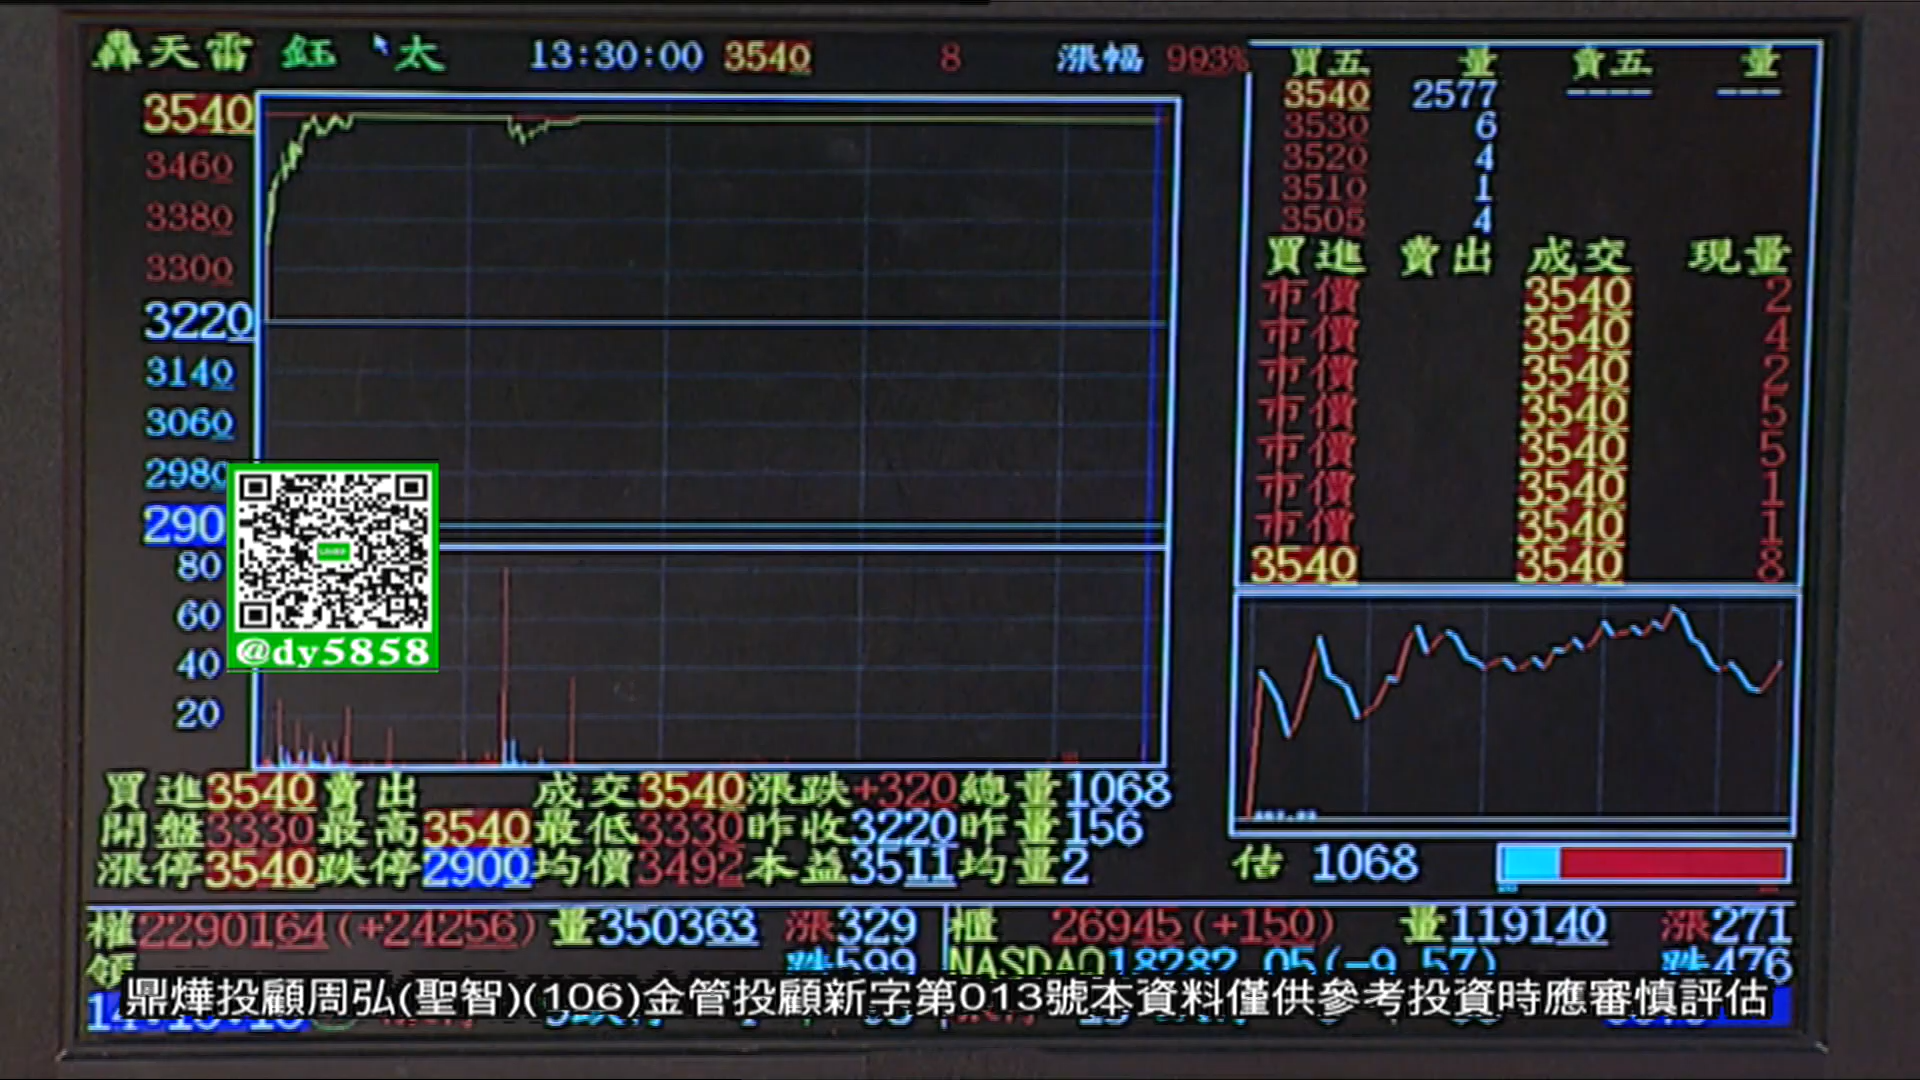 轟天雷 鈺太 13:30:00 3540 8 漲幅 993%
3540
3460
3380
3300
3220
3140
3060
2980
290
80
60
40
20
@dy5858
買五 量 賣五 量
3540 2577 ---- ---
3530 6
3520 4
3510 1
3505 4
買進 賣出 成交 現量
市價 3540 2
市價 3540 4
市價 3540 2
市價 3540 5
市價 3540 5
市價 3540 1
市價 3540 1
3540 3540 8
估 1068
買進3540賣出 成交3540漲跌+320總量1068
開盤3330最高3540最低3330昨收3220昨量156
漲停3540跌停2900均價3492本益3511均量2
權2290164(+24256)量350363 漲329
櫃 26945(+150) 量119140 漲271
領 跌599
NASDAQ18282.05(-9.57) 跌476
鼎燁投顧周弘(聖智)(106)金管投顧新字第013號本資料僅供參考投資時應審慎評估